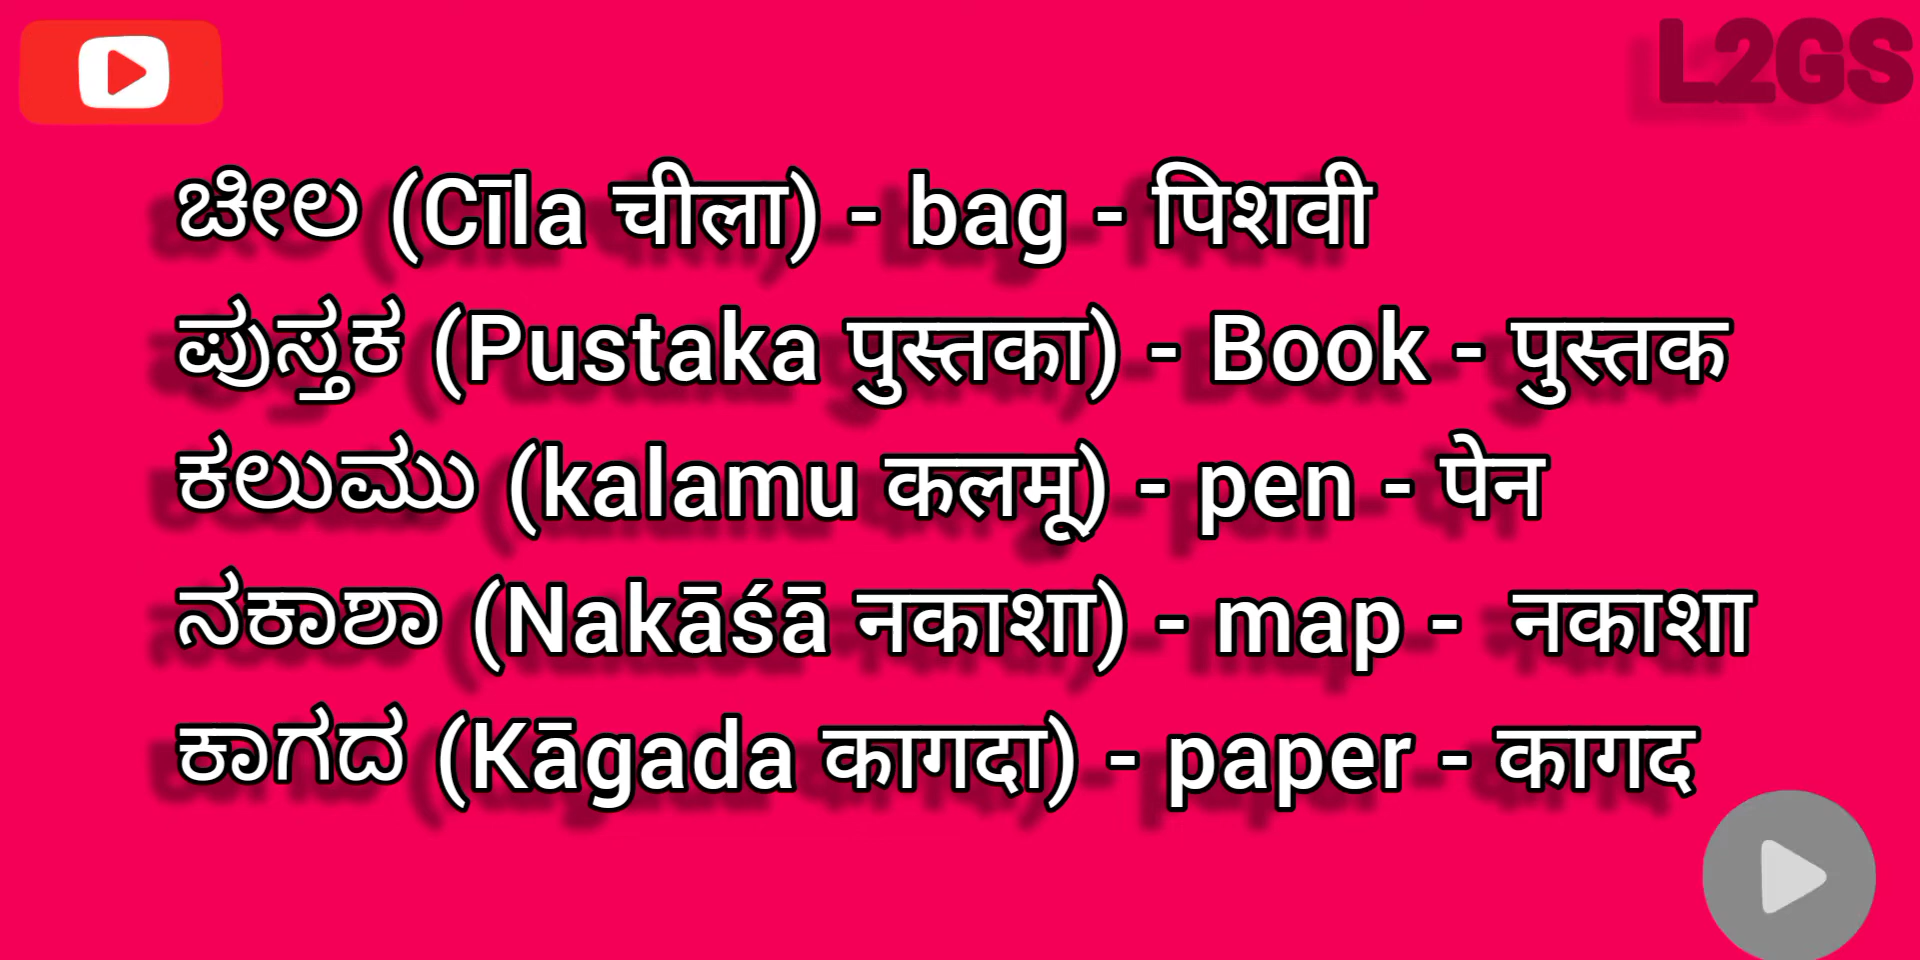 L2GS
ಚೀಲ (Cīla चीला) - bag - पिशवी
ಪುಸ್ತಕ (Pustaka पुस्तका) - Book - पुस्तक
ಕಲುಮು (kalamu कलमू) - pen - पेन
ನಕಾಶಾ (Nakāśā नकाशा) - map - नकाशा
ಕಾಗದ (Kāgada कागदा) - paper - कागद